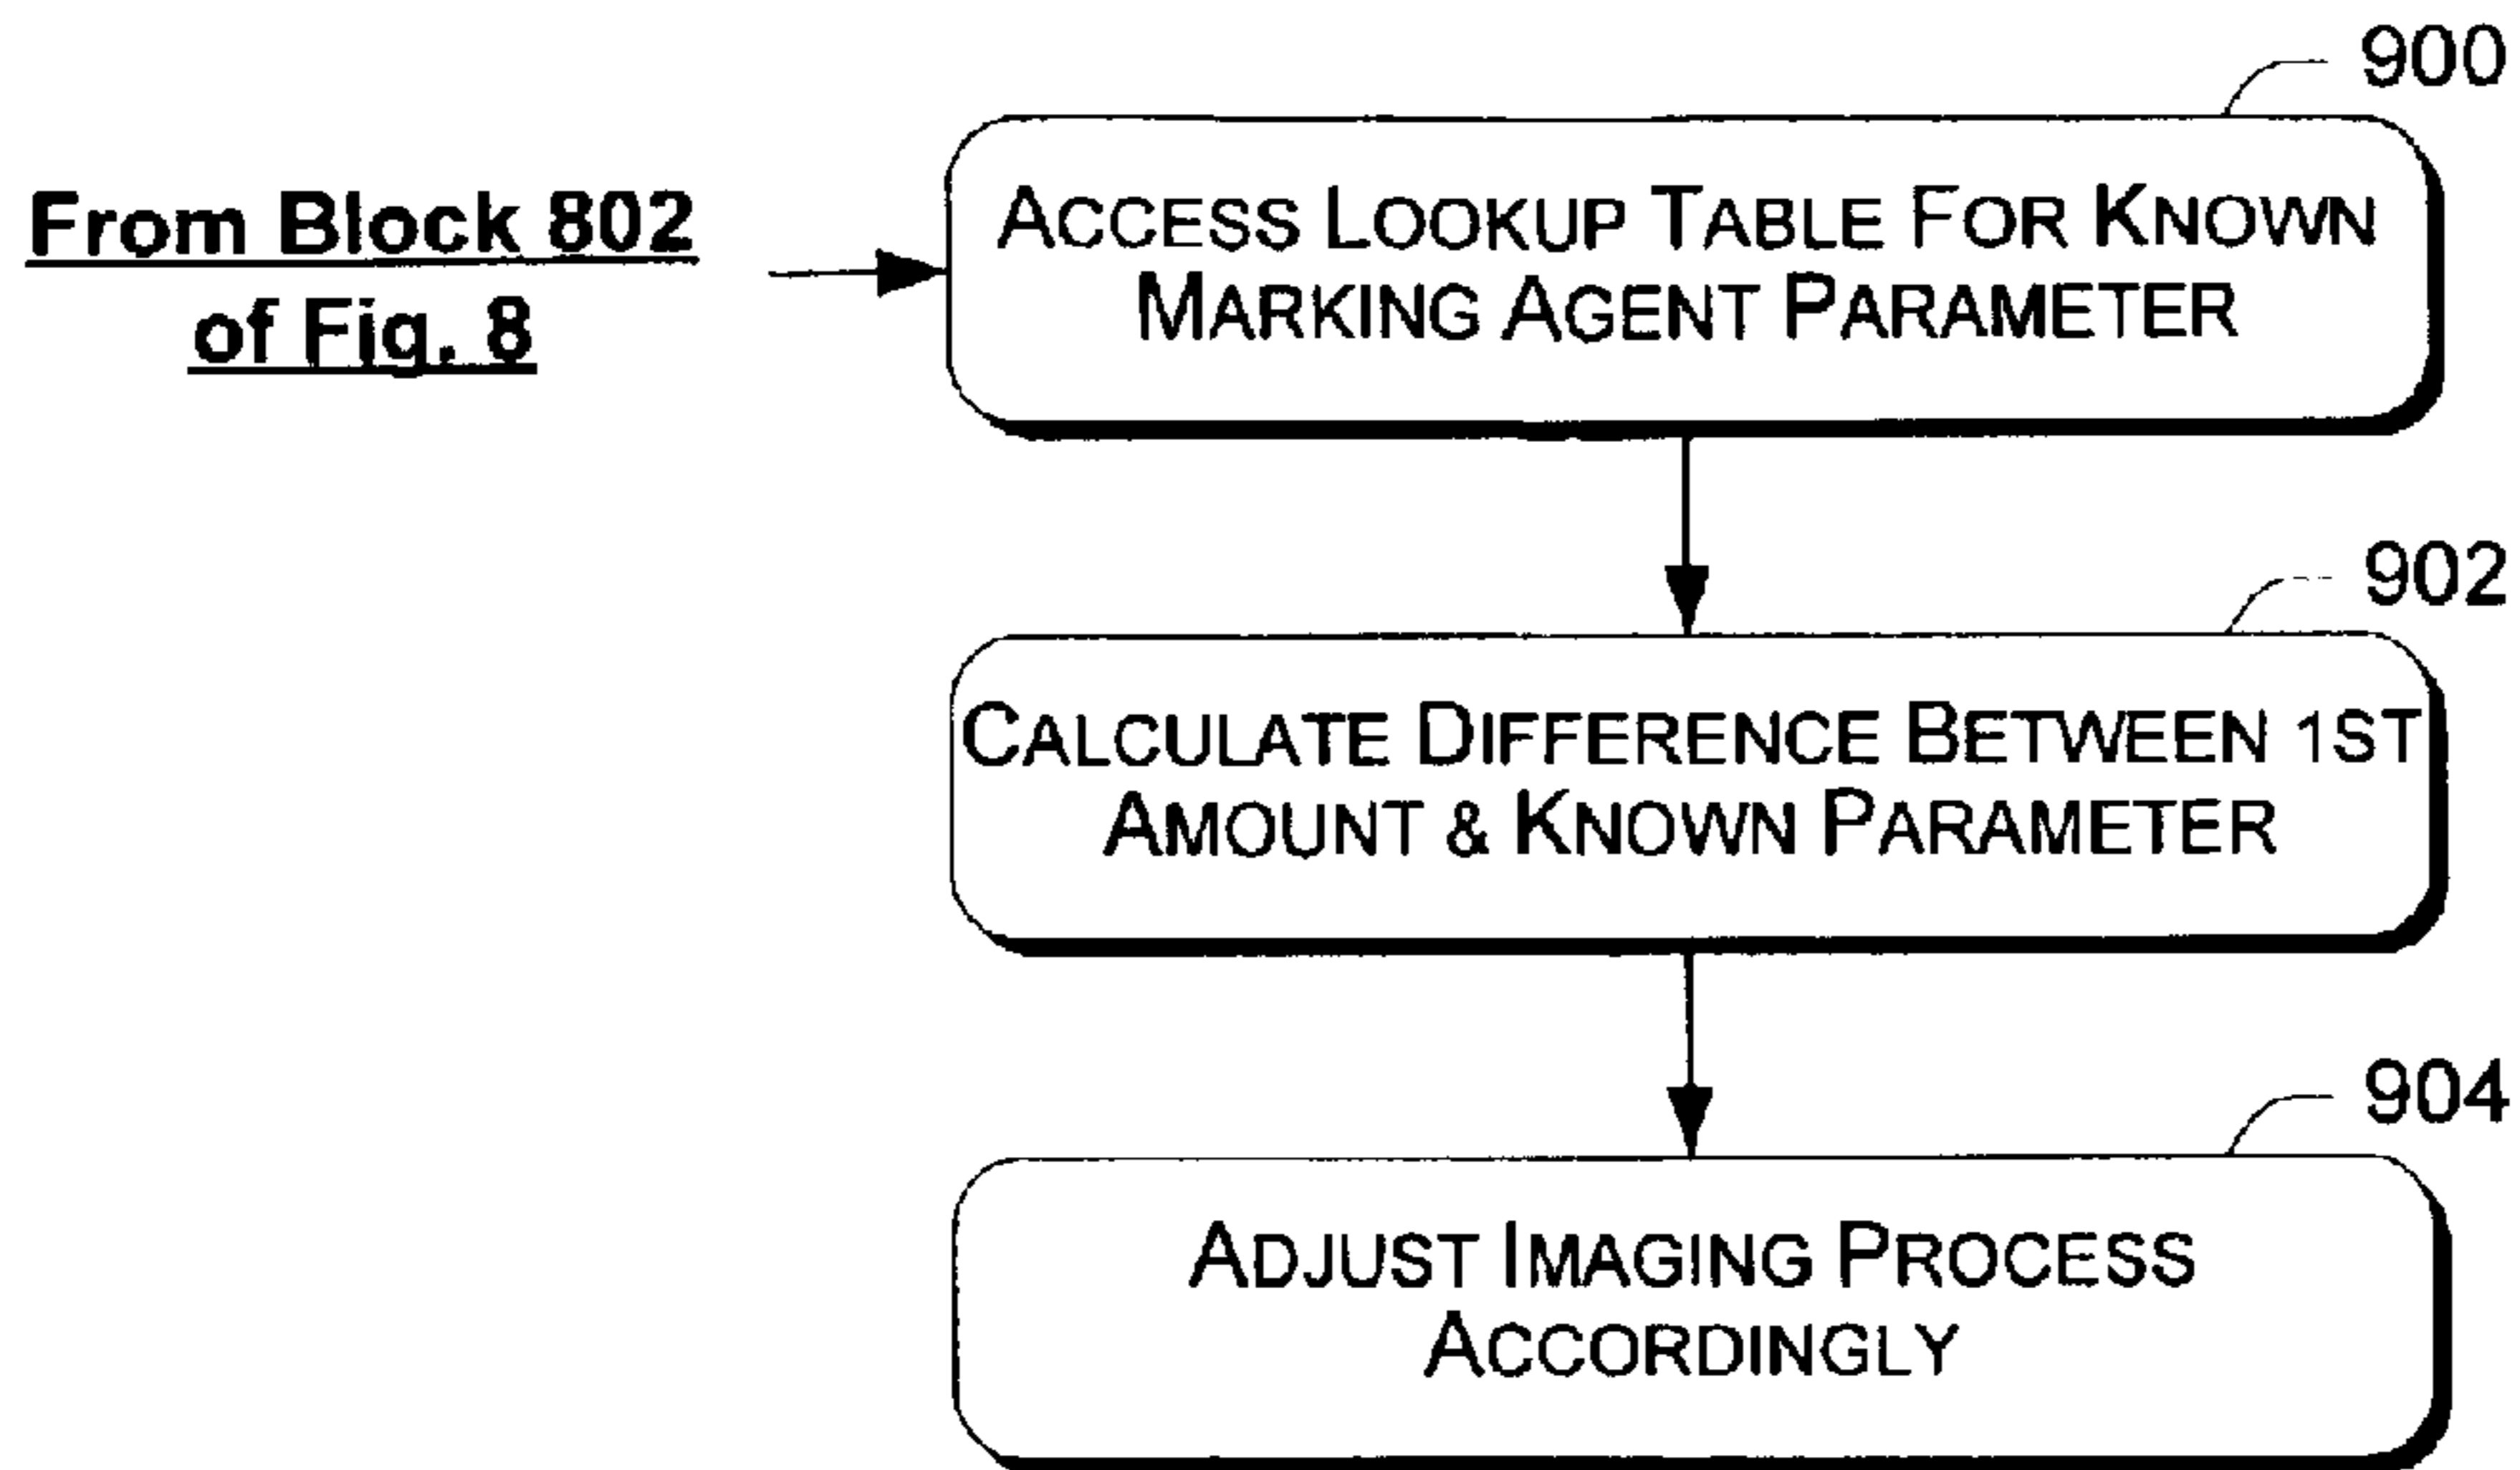 900
From Block 802
of Fig. 8
ACCESS LOOKUP TABLE FOR KNOWN
MARKING AGENT PARAMETER
902
CALCULATE DIFFERENCE BETWEEN 1ST
AMOUNT & KNOWN PARAMETER
904
ADJUST IMAGING PROCESS
ACCORDINGLY